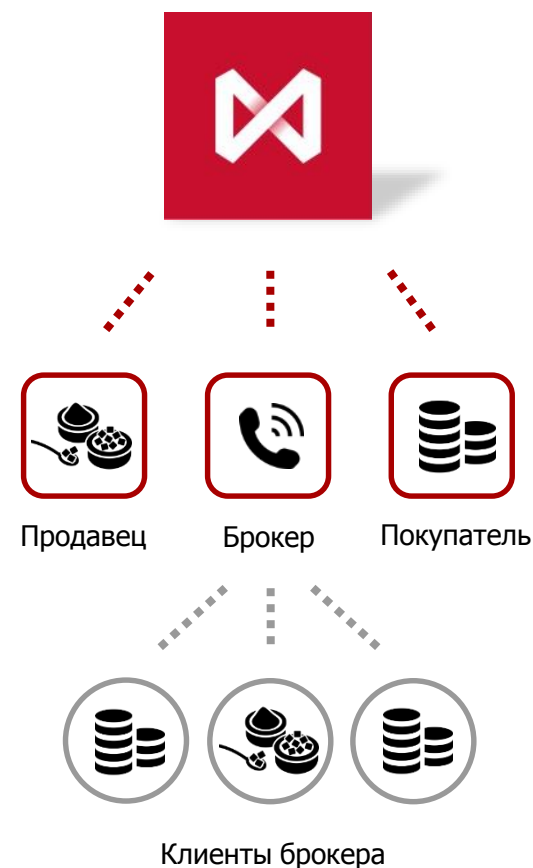 Продавец
Брокер
Покупатель
Клиенты брокера